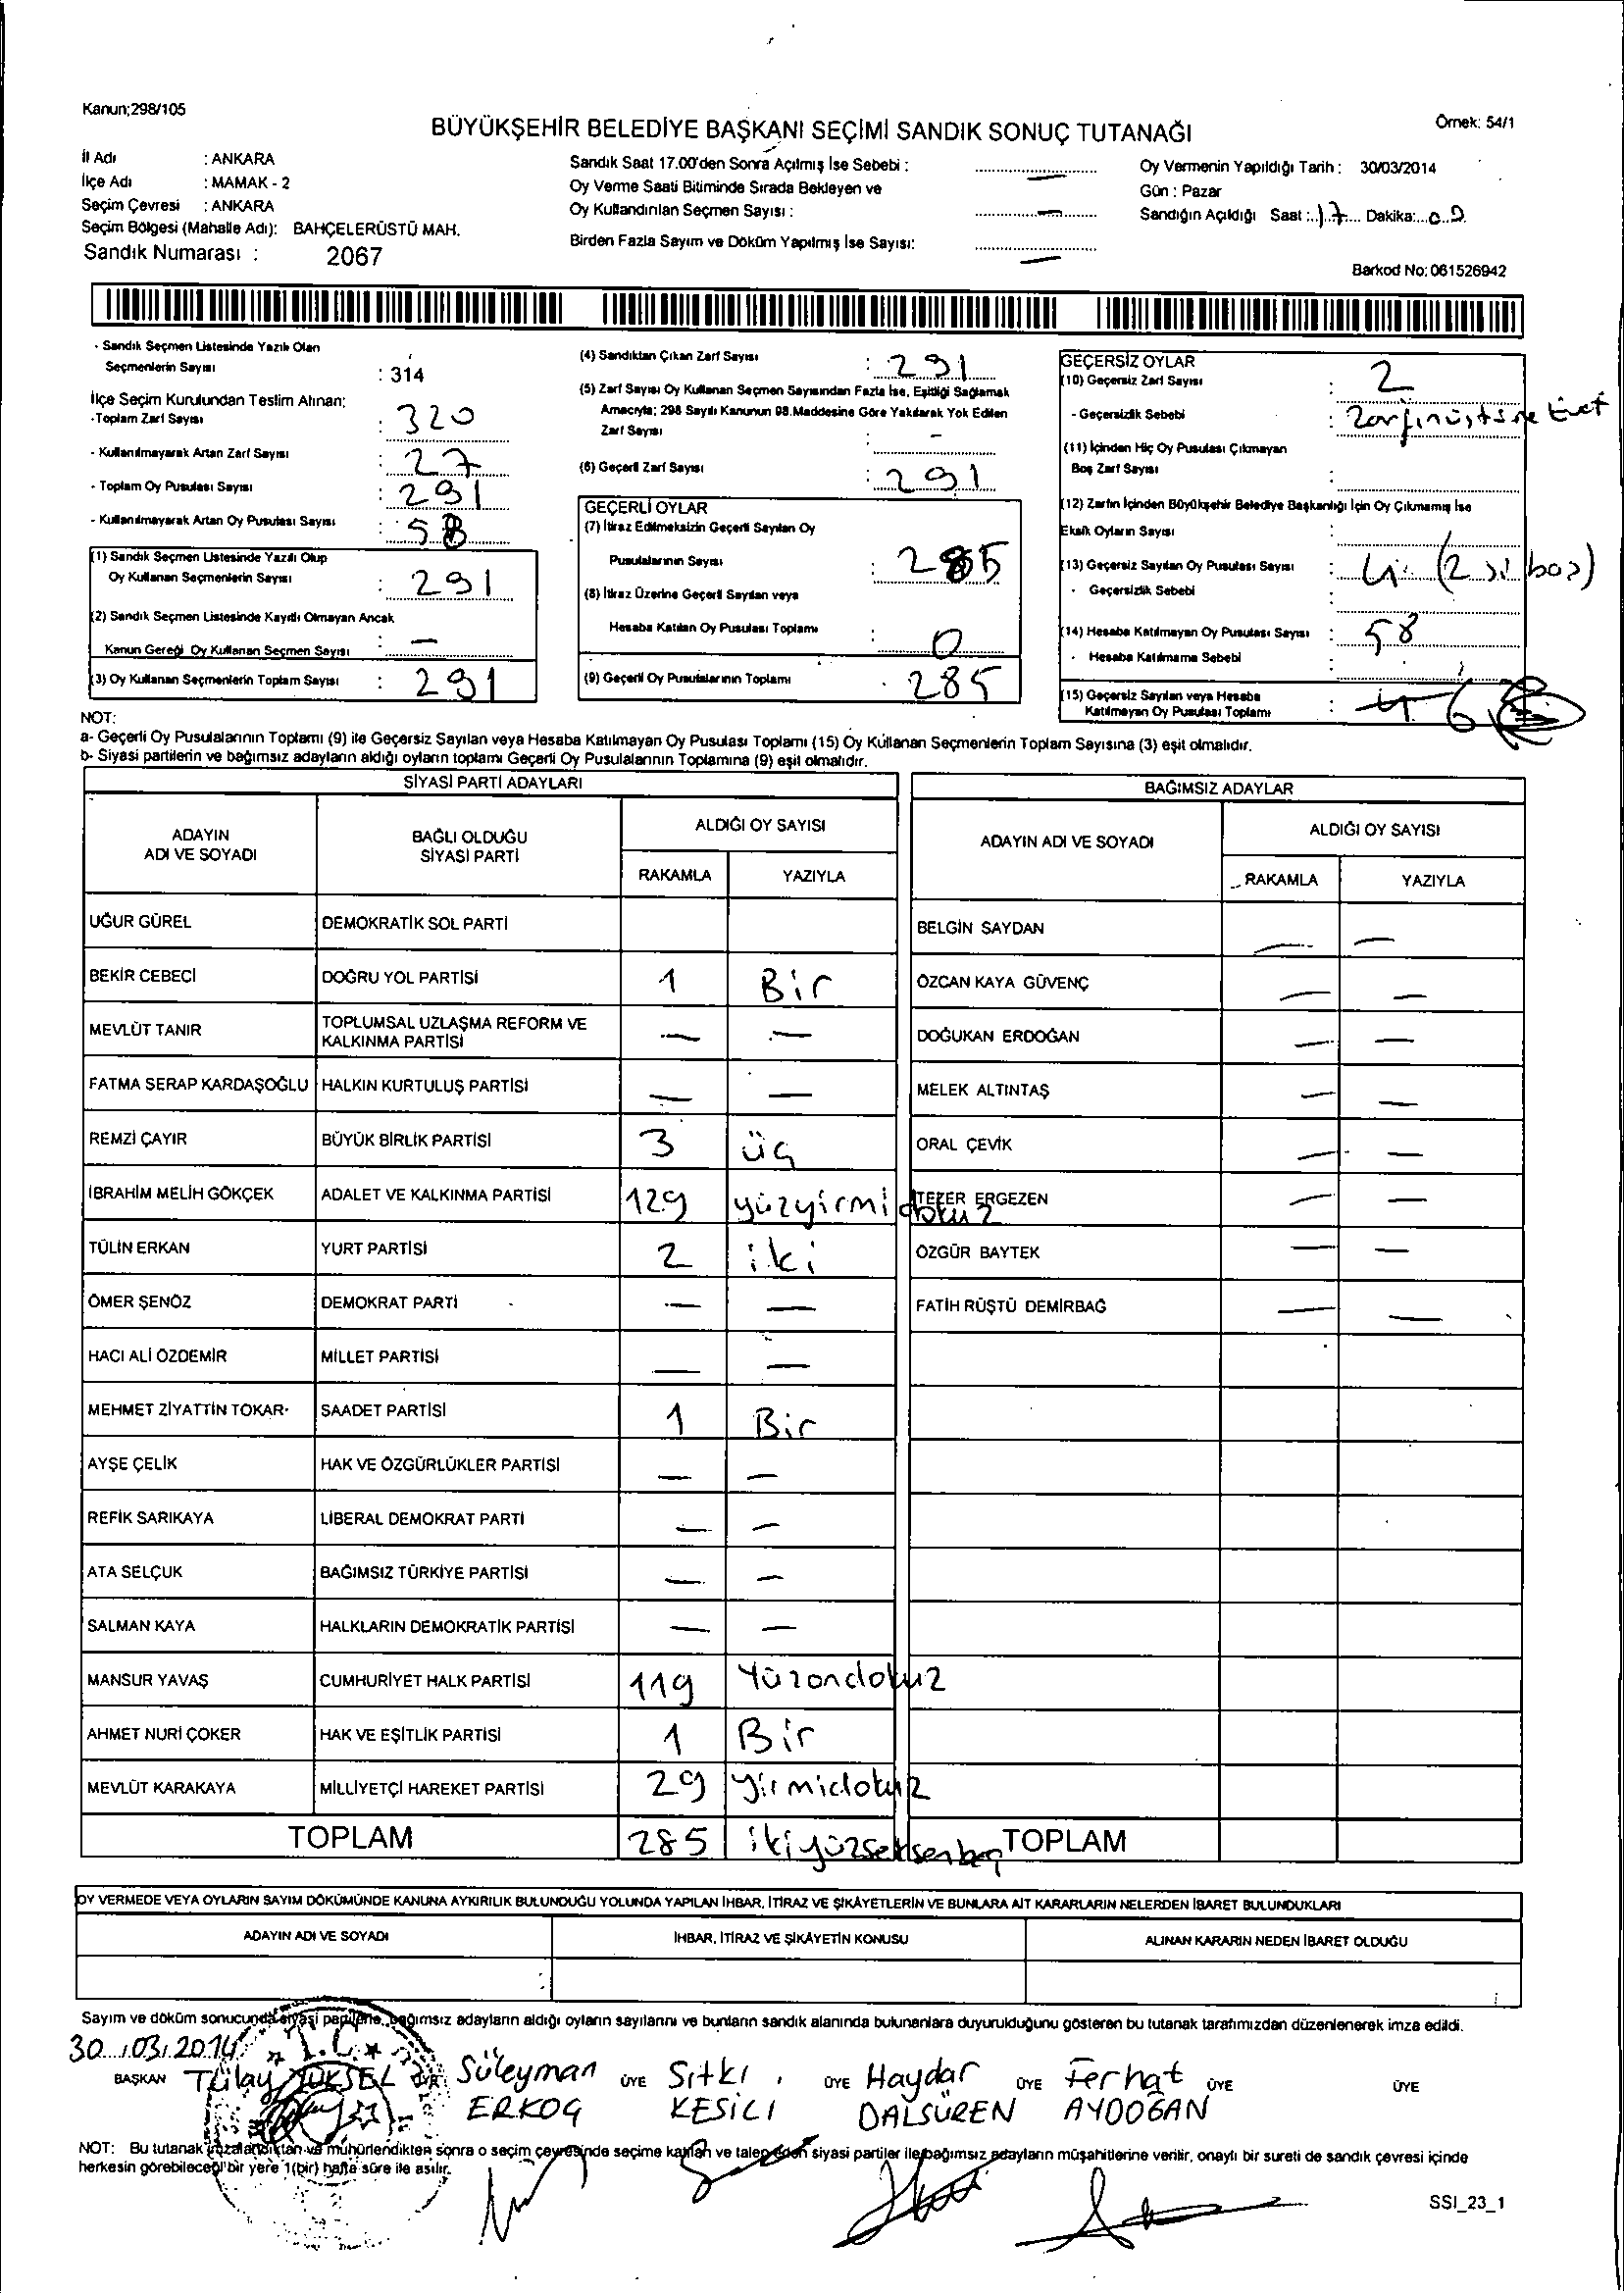 Kanun;298/105
BÜYÜKŞEHİR BELEDİYE BAŞKANI SEÇİMİ SANDIK SONUÇ TUTANAĞI
Örnek: 54/1
İl Adı : ANKARA
İlçe Adı : MAMAK - 2
Seçim Çevresi : ANKARA
Seçim Bölgesi (Mahalle Adı): BAHÇELERÜSTÜ MAH.
Sandık Numarası : 2067
Sandık Saat 17.00'den Sonra Açılmış İse Sebebi : —
Oy Verme Saati Bitiminde Sırada Bekleyen ve
Oy Kullandırılan Seçmen Sayısı : —
Birden Fazla Sayım ve Döküm Yapılmış İse Sayısı: —
Oy Vermenin Yapıldığı Tarih : 30/03/2014
Gün : Pazar
Sandığın Açıldığı Saat :..17.... Dakika:...09.
Barkod No: 061526942
- Sandık Seçmen Listesinde Yazılı Olan
Seçmenlerin Sayısı : 314
İlçe Seçim Kurulundan Teslim Alınan:
-Toplam Zarf Sayısı : 320
- Kullanılmayarak Artan Zarf Sayısı : 27
- Toplam Oy Pusulası Sayısı : 291
- Kullanılmayarak Artan Oy Pusulası Sayısı : 58
(1) Sandık Seçmen Listesinde Yazılı Olup
Oy Kullanan Seçmenlerin Sayısı : 291
(2) Sandık Seçmen Listesinde Kayıtlı Olmayan Ancak
Kanun Gereği Oy Kullanan Seçmen Sayısı : —
(3) Oy Kullanan Seçmenlerin Toplam Sayısı : 291
(4) Sandıktan Çıkan Zarf Sayısı : 291
(5) Zarf Sayısı Oy Kullanan Seçmen Sayısından Fazla İse, Eşitliği Sağlamak
Amacıyla; 298 Sayılı Kanunun 98.Maddesine Göre Yakılarak Yok Edilen
Zarf Sayısı : -
(6) Geçerli Zarf Sayısı : 291
GEÇERLİ OYLAR
(7) İtiraz Edilmeksizin Geçerli Sayılan Oy
Pusulalarının Sayısı : 285
(8) İtiraz Üzerine Geçerli Sayılan veya
Hesaba Katılan Oy Pusulası Toplamı : 0
(9) Geçerli Oy Pusulalarının Toplamı : 285
GEÇERSİZ OYLAR
(10) Geçersiz Zarf Sayısı : 2
- Geçersizlik Sebebi : Zarfın üstüne Evet
(11) İçinden Hiç Oy Pusulası Çıkmayan
Boş Zarf Sayısı :
(12) Zarfın İçinden Büyükşehir Belediye Başkanlığı İçin Oy Çıkmamış İse
Eksik Oyların Sayısı :
(13) Geçersiz Sayılan Oy Pusulası Sayısı : 4 (2 si boş)
- Geçersizlik Sebebi :
(14) Hesaba Katılmayan Oy Pusulası Sayısı : 58
- Hesaba Katılmama Sebebi :
(15) Geçersiz Sayılan veya Hesaba
Katılmayan Oy Pusulası Toplamı : 6
NOT:
a- Geçerli Oy Pusulalarının Toplamı (9) ile Geçersiz Sayılan veya Hesaba Katılmayan Oy Pusulası Toplamı (15) Oy Kullanan Seçmenlerin Toplam Sayısına (3) eşit olmalıdır.
b- Siyasi partilerin ve bağımsız adayların aldığı oyların toplamı Geçerli Oy Pusulalarının Toplamına (9) eşit olmalıdır.
SİYASİ PARTİ ADAYLARI
ADAYIN ADI VE SOYADI BAĞLI OLDUĞU SİYASİ PARTİ ALDIĞI OY SAYISI
RAKAMLA YAZIYLA
UĞUR GÜREL DEMOKRATİK SOL PARTİ
BEKİR CEBECİ DOĞRU YOL PARTİSİ 1 Bir
MEVLÜT TANIR TOPLUMSAL UZLAŞMA REFORM VE KALKINMA PARTİSİ — —
FATMA SERAP KARDAŞOĞLU HALKIN KURTULUŞ PARTİSİ — —
REMZİ ÇAYIR BÜYÜK BİRLİK PARTİSİ 3 üç
İBRAHİM MELİH GÖKÇEK ADALET VE KALKINMA PARTİSİ 129 yüzyirmidokuz
TÜLİN ERKAN YURT PARTİSİ 2 iki
ÖMER ŞENÖZ DEMOKRAT PARTİ — —
HACI ALİ ÖZDEMİR MİLLET PARTİSİ — —
MEHMET ZİYATTİN TOKAR SAADET PARTİSİ 1 Bir
AYŞE ÇELİK HAK VE ÖZGÜRLÜKLER PARTİSİ — —
REFİK SARIKAYA LİBERAL DEMOKRAT PARTİ — —
ATA SELÇUK BAĞIMSIZ TÜRKİYE PARTİSİ — —
SALMAN KAYA HALKLARIN DEMOKRATİK PARTİSİ — —
MANSUR YAVAŞ CUMHURİYET HALK PARTİSİ 119 Yüzondokuz
AHMET NURİ ÇOKER HAK VE EŞİTLİK PARTİSİ 1 Bir
MEVLÜT KARAKAYA MİLLİYETÇİ HAREKET PARTİSİ 29 Yirmidokuz
TOPLAM 285 ikiyüzseksenbeş
BAĞIMSIZ ADAYLAR
ADAYIN ADI VE SOYADI ALDIĞI OY SAYISI
RAKAMLA YAZIYLA
BELGİN SAYDAN — —
ÖZCAN KAYA GÜVENÇ — —
DOĞUKAN ERDOĞAN — —
MELEK ALTINTAŞ — —
ORAL ÇEVİK — —
TEZER ERGEZEN — —
ÖZGÜR BAYTEK — —
FATİH RÜŞTÜ DEMİRBAĞ — —
TOPLAM
OY VERMEDE VEYA OYLARIN SAYIM DÖKÜMÜNDE KANUNA AYKIRILIK BULUNDUĞU YOLUNDA YAPILAN İHBAR, İTİRAZ VE ŞİKÂYETLERİN VE BUNLARA AİT KARARLARIN NELERDEN İBARET BULUNDUKLARI
ADAYIN ADI VE SOYADI İHBAR, İTİRAZ VE ŞİKÂYETİN KONUSU ALINAN KARARIN NEDEN İBARET OLDUĞU
Sayım ve döküm sonucunda siyasi partilerle, bağımsız adayların aldığı oyların sayılarını ve bunların sandık alanında bulunanlara duyurulduğunu gösteren bu tutanak tarafımızdan düzenlenerek imza edildi.
30/03/2014
T.C.
BAŞKAN Tülay YÜKSEL ÜYE Süleyman ERKOÇ ÜYE Sıtkı KESİCİ ÜYE Haydar DALSÜREN ÜYE Ferhat AYDOĞAN ÜYE ÜYE
NOT: Bu tutanak imzalandıktan ve mühürlendikten sonra o seçim çevresinde seçime katılan ve talep eden siyasi partiler ile bağımsız adayların müşahitlerine verilir, onaylı bir sureti de sandık çevresi içinde
herkesin görebileceği bir yere 1(bir) hafta süre ile asılır.
SSI_23_1